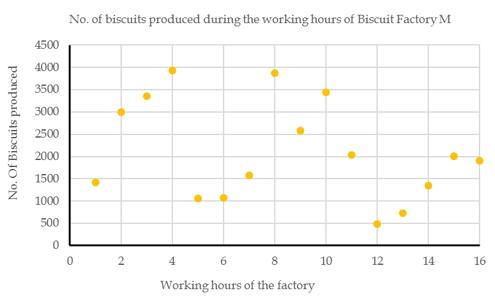 No. of biscuits produced during the working hours of Biscuit Factory M
4500
4000
3500
3000
2500
2000
1500
1000
500
0
No. Of Biscuits produced
0 2 4 6 8 10 12 14 16
Working hours of the factory